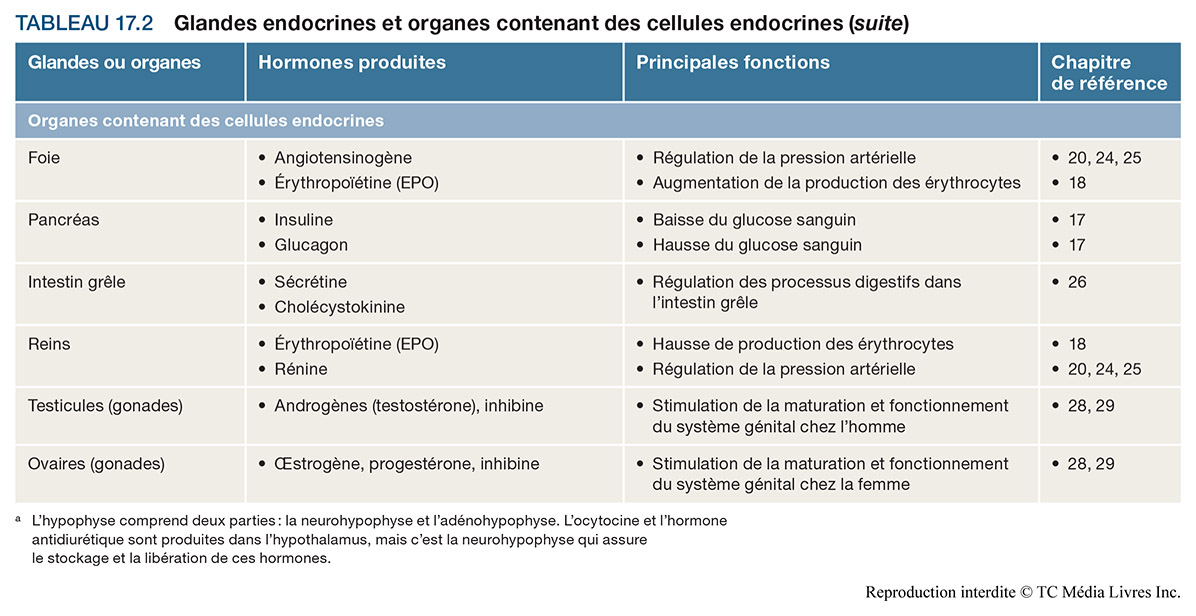 TABLEAU 17.2 Glandes endocrines et organes contenant des cellules endocrines (suite)
Glandes ou organes Hormones produites Principales fonctions Chapitre de référence
Organes contenant des cellules endocrines
Foie • Angiotensinogène • Régulation de la pression artérielle • 20, 24, 25
• Érythropoïétine (EPO) • Augmentation de la production des érythrocytes • 18
Pancréas • Insuline • Baisse du glucose sanguin • 17
• Glucagon • Hausse du glucose sanguin • 17
Intestin grêle • Sécrétine • Régulation des processus digestifs dans • 26
• Cholécystokinine l'intestin grêle
Reins • Érythropoïétine (EPO) • Hausse de production des érythrocytes • 18
• Rénine • Régulation de la pression artérielle • 20, 24, 25
Testicules (gonades) • Androgènes (testostérone), inhibine • Stimulation de la maturation et fonctionnement • 28, 29
du système génital chez l'homme
Ovaires (gonades) • Œstrogène, progestérone, inhibine • Stimulation de la maturation et fonctionnement • 28, 29
du système génital chez la femme
a L'hypophyse comprend deux parties : la neurohypophyse et l'adénohypophyse. L'ocytocine et l'hormone
antidiurétique sont produites dans l'hypothalamus, mais c'est la neurohypophyse qui assure
le stockage et la libération de ces hormones.
Reproduction interdite © TC Média Livres Inc.